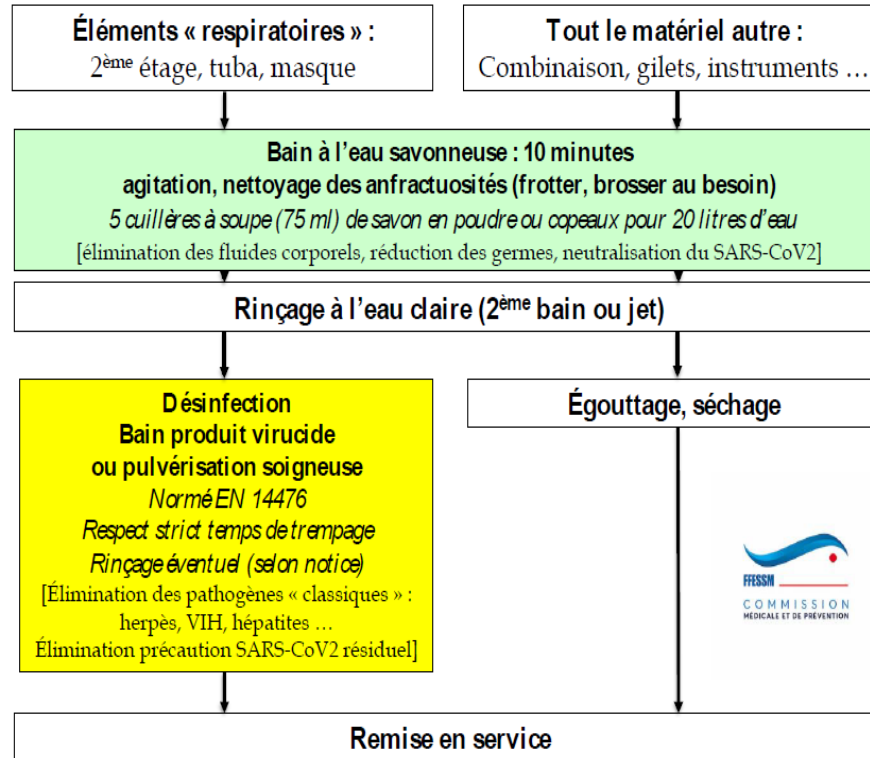 Éléments « respiratoires » :
2ème étage, tuba, masque
Tout le matériel autre :
Combinaison, gilets, instruments …
Bain à l'eau savonneuse : 10 minutes
agitation, nettoyage des anfractuosités (frotter, brosser au besoin)
5 cuillères à soupe (75 ml) de savon en poudre ou copeaux pour 20 litres d'eau
[élimination des fluides corporels, réduction des germes, neutralisation du SARS-CoV2]
Rinçage à l'eau claire (2ème bain ou jet)
Désinfection
Bain produit virucide
ou pulvérisation soigneuse
Normé EN 14476
Respect strict temps de trempage
Rinçage éventuel (selon notice)
[Élimination des pathogènes « classiques » :
herpès, VIH, hépatites …
Élimination précaution SARS-CoV2 résiduel]
Égouttage, séchage
FFESSM
COMMISSION
MÉDICALE ET DE PRÉVENTION
Remise en service